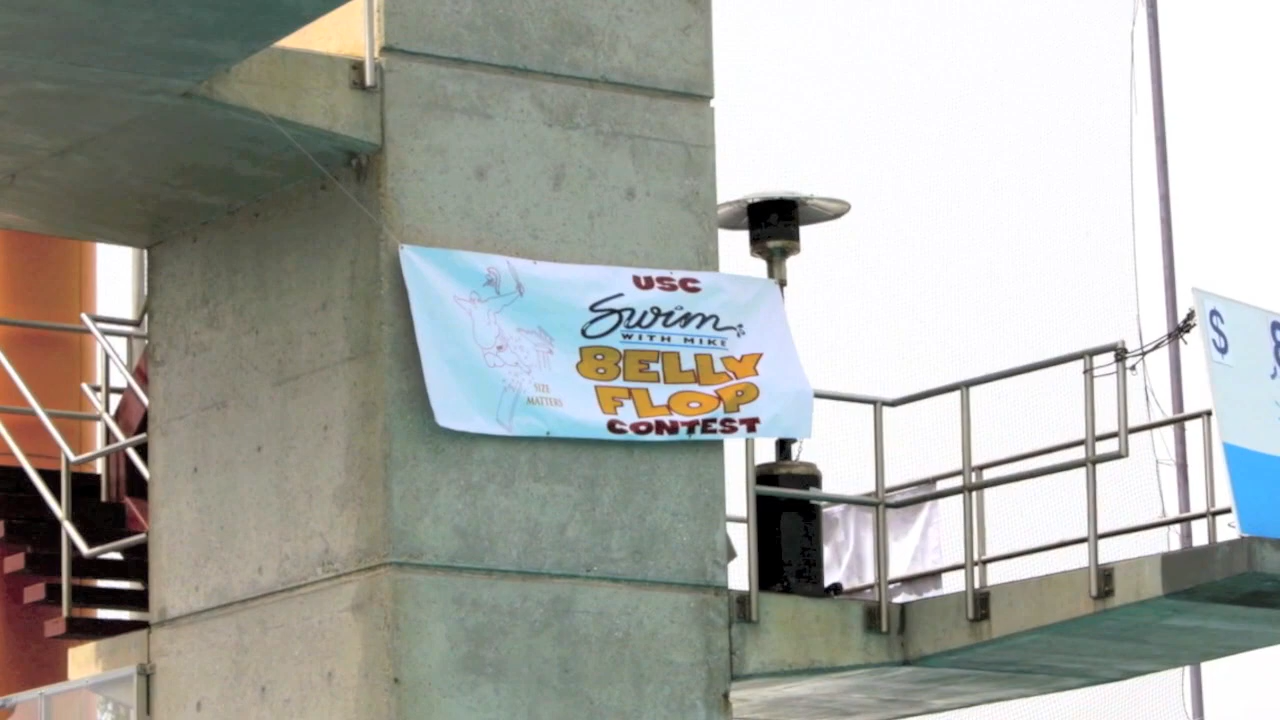 USC
Swim
WITH MIKE
BELLY
FLOP
CONTEST
SIZE
MATTERS
$